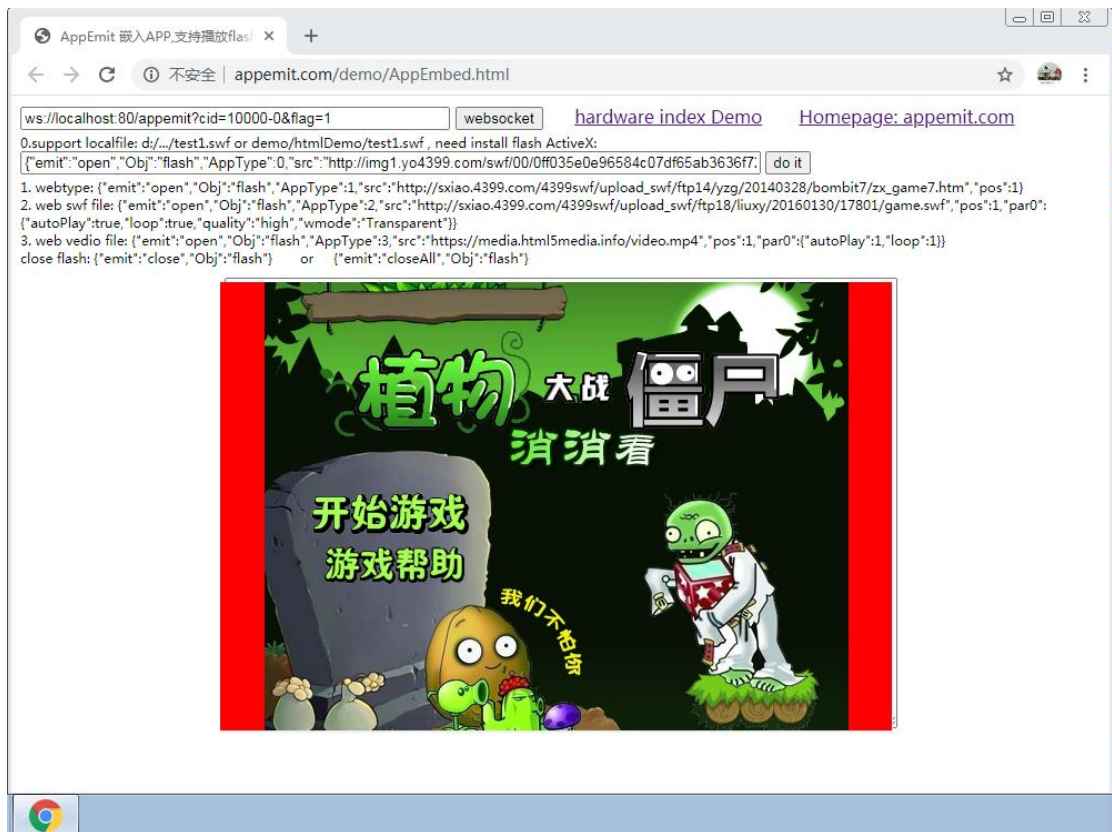 AppEmit 嵌入APP,支持播放flas
不安全 appemit.com/demo/AppEmbed.html
ws://localhost:80/appemit?cid=10000-0&flag=1 websocket hardware index Demo Homepage: appemit.com
0.support localfile: d:/.../test1.swf or demo/htmlDemo/test1.swf , need install flash ActiveX:
{"emit":"open","Obj":"flash","AppType":0,"src":"http://img1.yo4399.com/swf/00/0ff035e0e96584c07df65ab3636f7 do it
1. webtype: {"emit":"open","Obj":"flash","AppType":1,"src":"http://sxiao.4399.com/4399swf/upload_swf/ftp14/yzg/20140328/bombit7/zx_game7.htm","pos":1}
2. web swf file: {"emit":"open","Obj":"flash","AppType":2,"src":"http://sxiao.4399.com/4399swf/upload_swf/ftp18/liuxy/20160130/17801/game.swf","pos":1,"par0":
{"autoPlay":true,"loop":true,"quality":"high","wmode":"Transparent"}}
3. web vedio file: {"emit":"open","Obj":"flash","AppType":3,"src":"https://media.html5media.info/video.mp4","pos":1,"par0":{"autoPlay":1,"loop":1}}
close flash: {"emit":"close","Obj":"flash"} or {"emit":"closeAll","Obj":"flash"}
植物大战僵尸
消消看
开始游戏
游戏帮助
我们不怕你